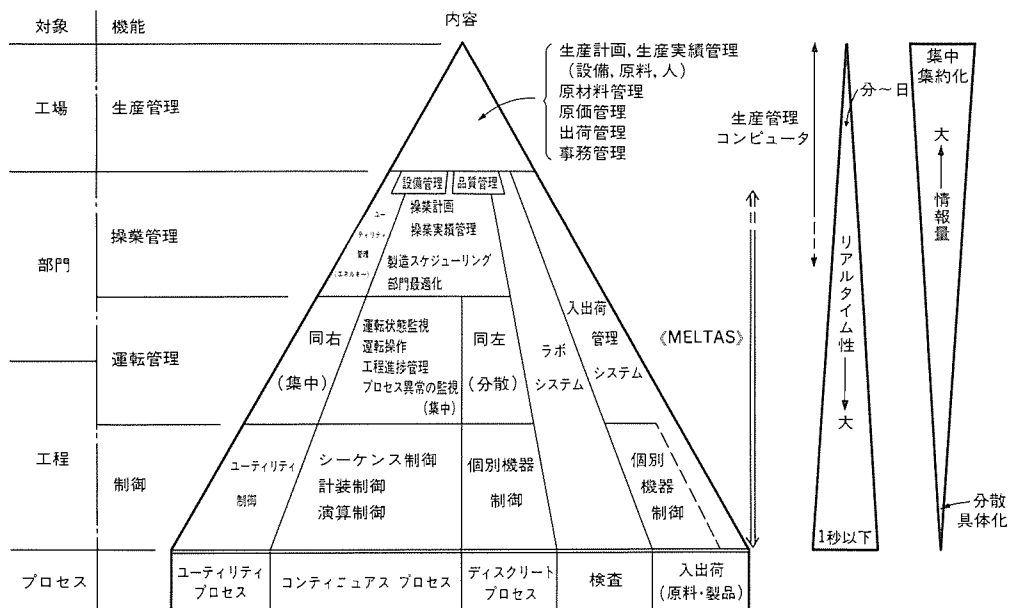 対象
機能
内容
工場
生産管理
生産計画,生産実績管理
(設備,原料,人)
原材料管理
原価管理
出荷管理
事務管理
生産管理
コンピュータ
分～日
集中
集約化
大
情報量
部門
操業管理
設備管理
品質管理
ユー
ティリティ
管理
(エネルギー)
操業計画
操業実績管理
製造スケジューリング
部門最適化
リアルタイム性
大
運転管理
同右
(集中)
運転状態監視
運転操作
工程進捗管理
プロセス異常の監視
(集中)
同左
(分散)
ラボ
システム
入出荷
管理
システム
《MELTAS》
工程
制御
ユーティリティ
制御
シーケンス制御
計装制御
演算制御
個別機器
制御
個別
機器
制御
1秒以下
分散
具体化
プロセス
ユーティリティ
プロセス
コンティニュアス プロセス
ディスクリート
プロセス
検査
入出荷
(原料・製品)